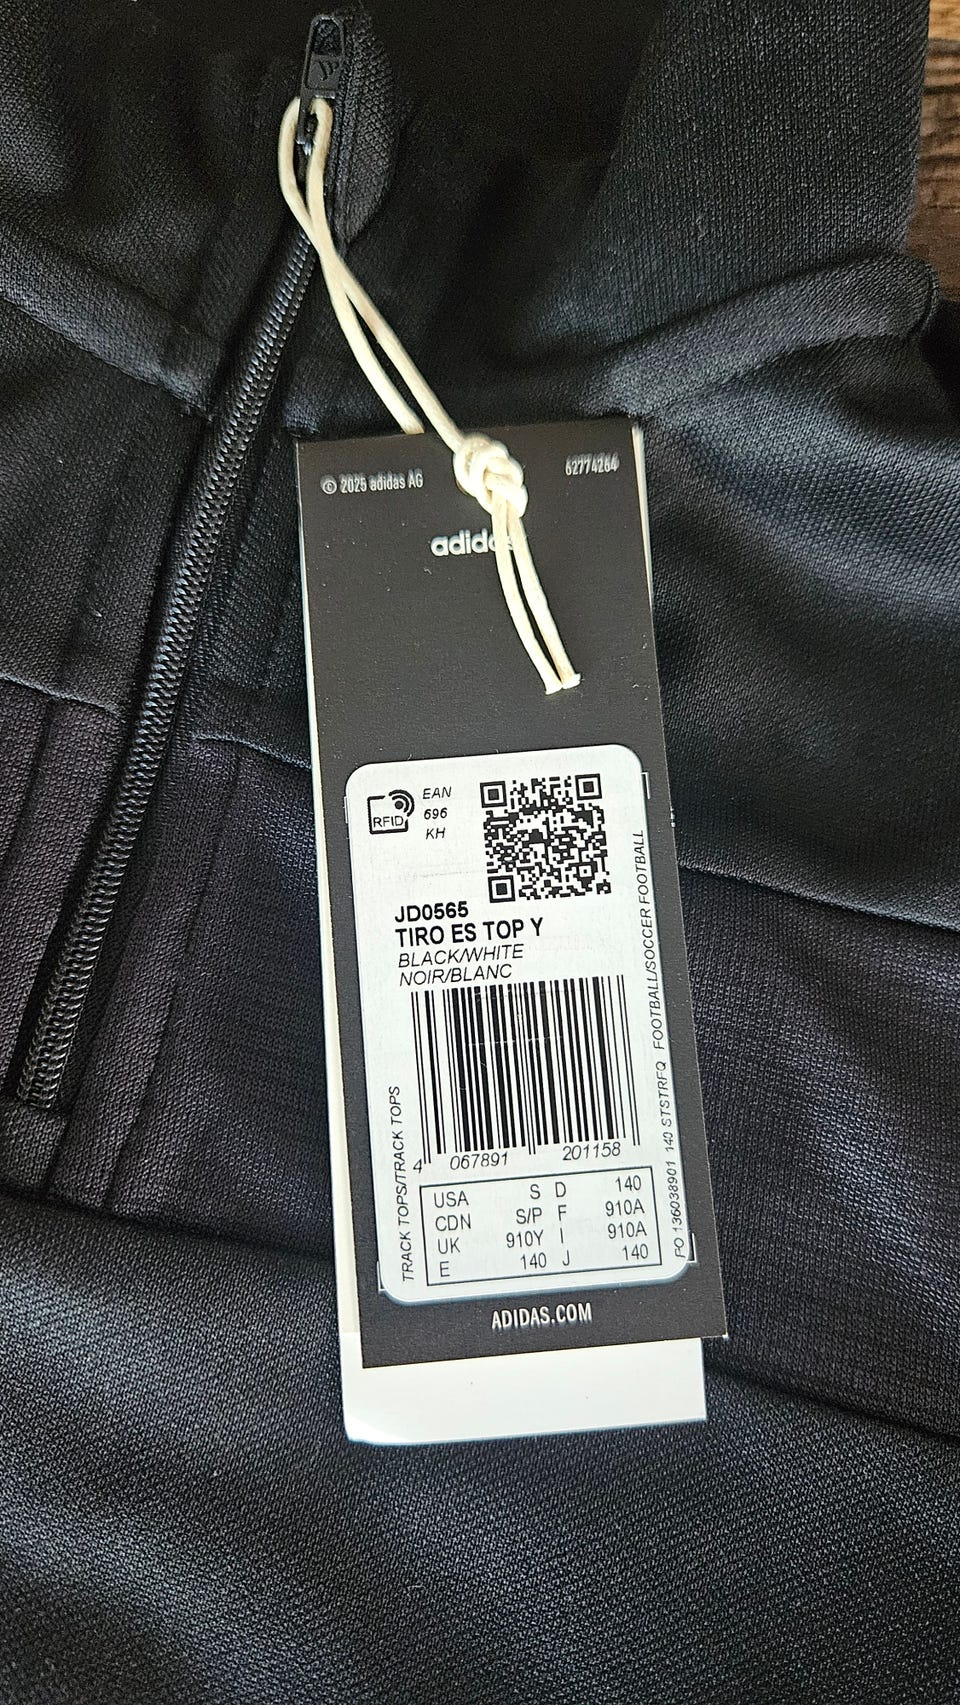 © 2025 adidas AG
62774264
RFID
EAN
696
KH
JD0565
TIRO ES TOP Y
BLACK/WHITE
NOIR/BLANC
4 067891 201158
TRACK TOPS/TRACK TOPS
PO 136038901 140 STSTRFQ FOOTBALL/SOCCER FOOTBALL
USA S D 140
CDN S/P F 910A
UK 910Y I 910A
E 140 J 140
ADIDAS.COM